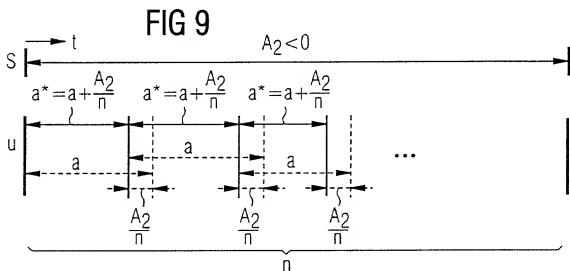 FIG 9
t
S A₂<0
a*=a+A₂/n a*=a+A₂/n a*=a+A₂/n
u
a a a
...
A₂/n A₂/n A₂/n
n